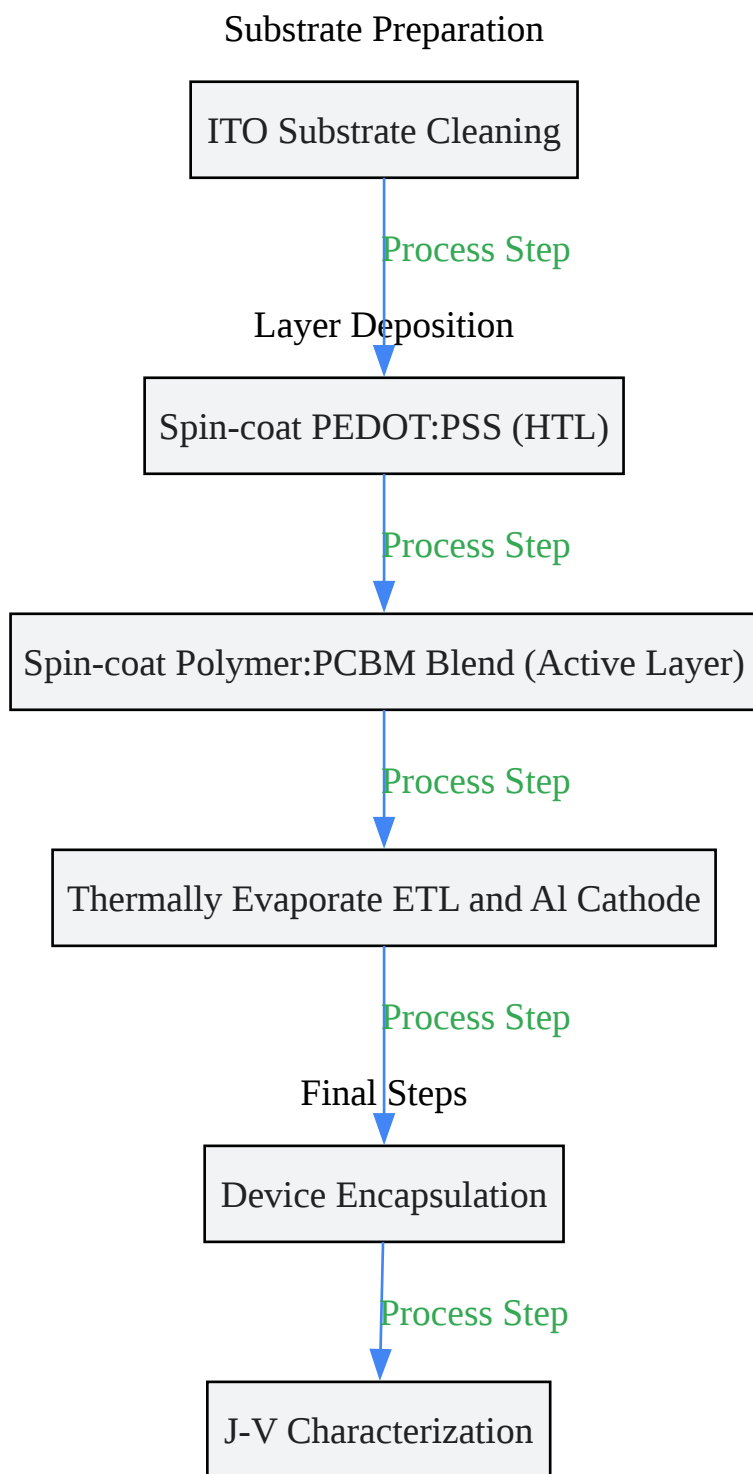 Substrate Preparation
ITO Substrate Cleaning
Process Step
Layer Deposition
Spin-coat PEDOT:PSS (HTL)
Process Step
Spin-coat Polymer:PCBM Blend (Active Layer)
Process Step
Thermally Evaporate ETL and Al Cathode
Process Step
Final Steps
Device Encapsulation
Process Step
J-V Characterization